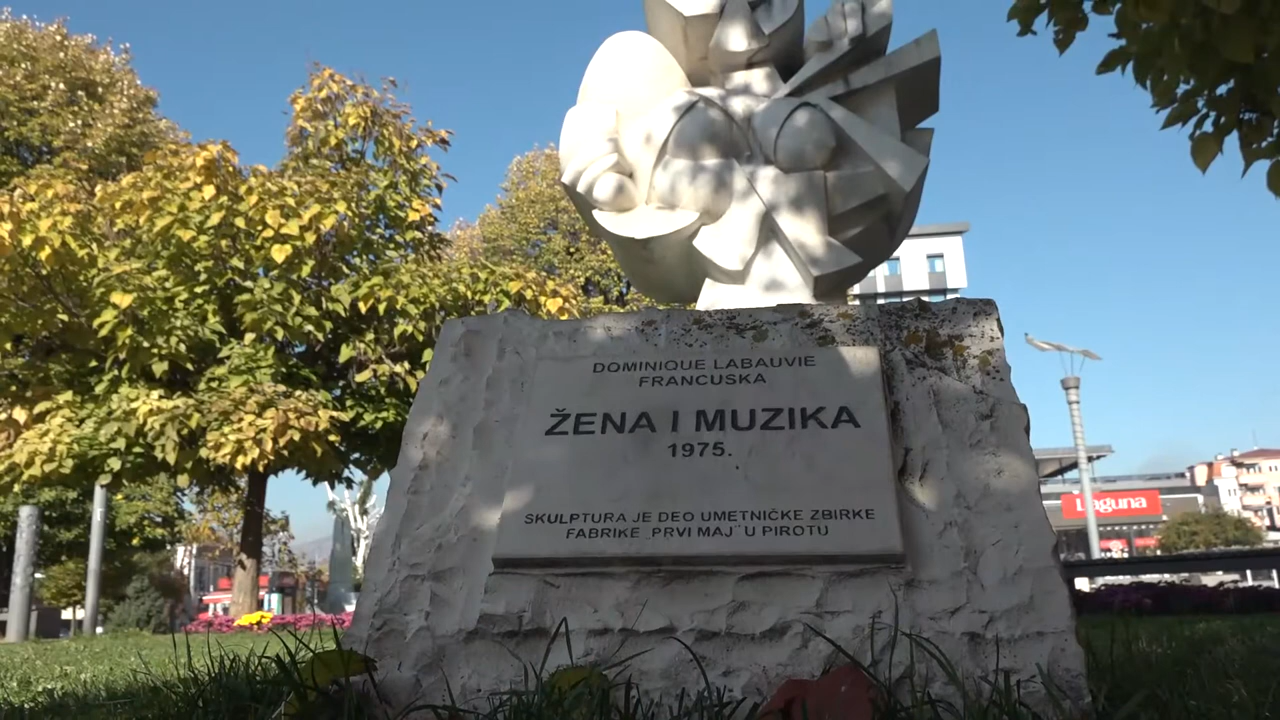 DOMINIQUE LABAUVIE
FRANCUSKA
ŽENA I MUZIKA
1975.
SKULPTURA JE DEO UMETNIČKE ZBIRKE
FABRIKE „PRVI MAJ" U PIROTU
Laguna